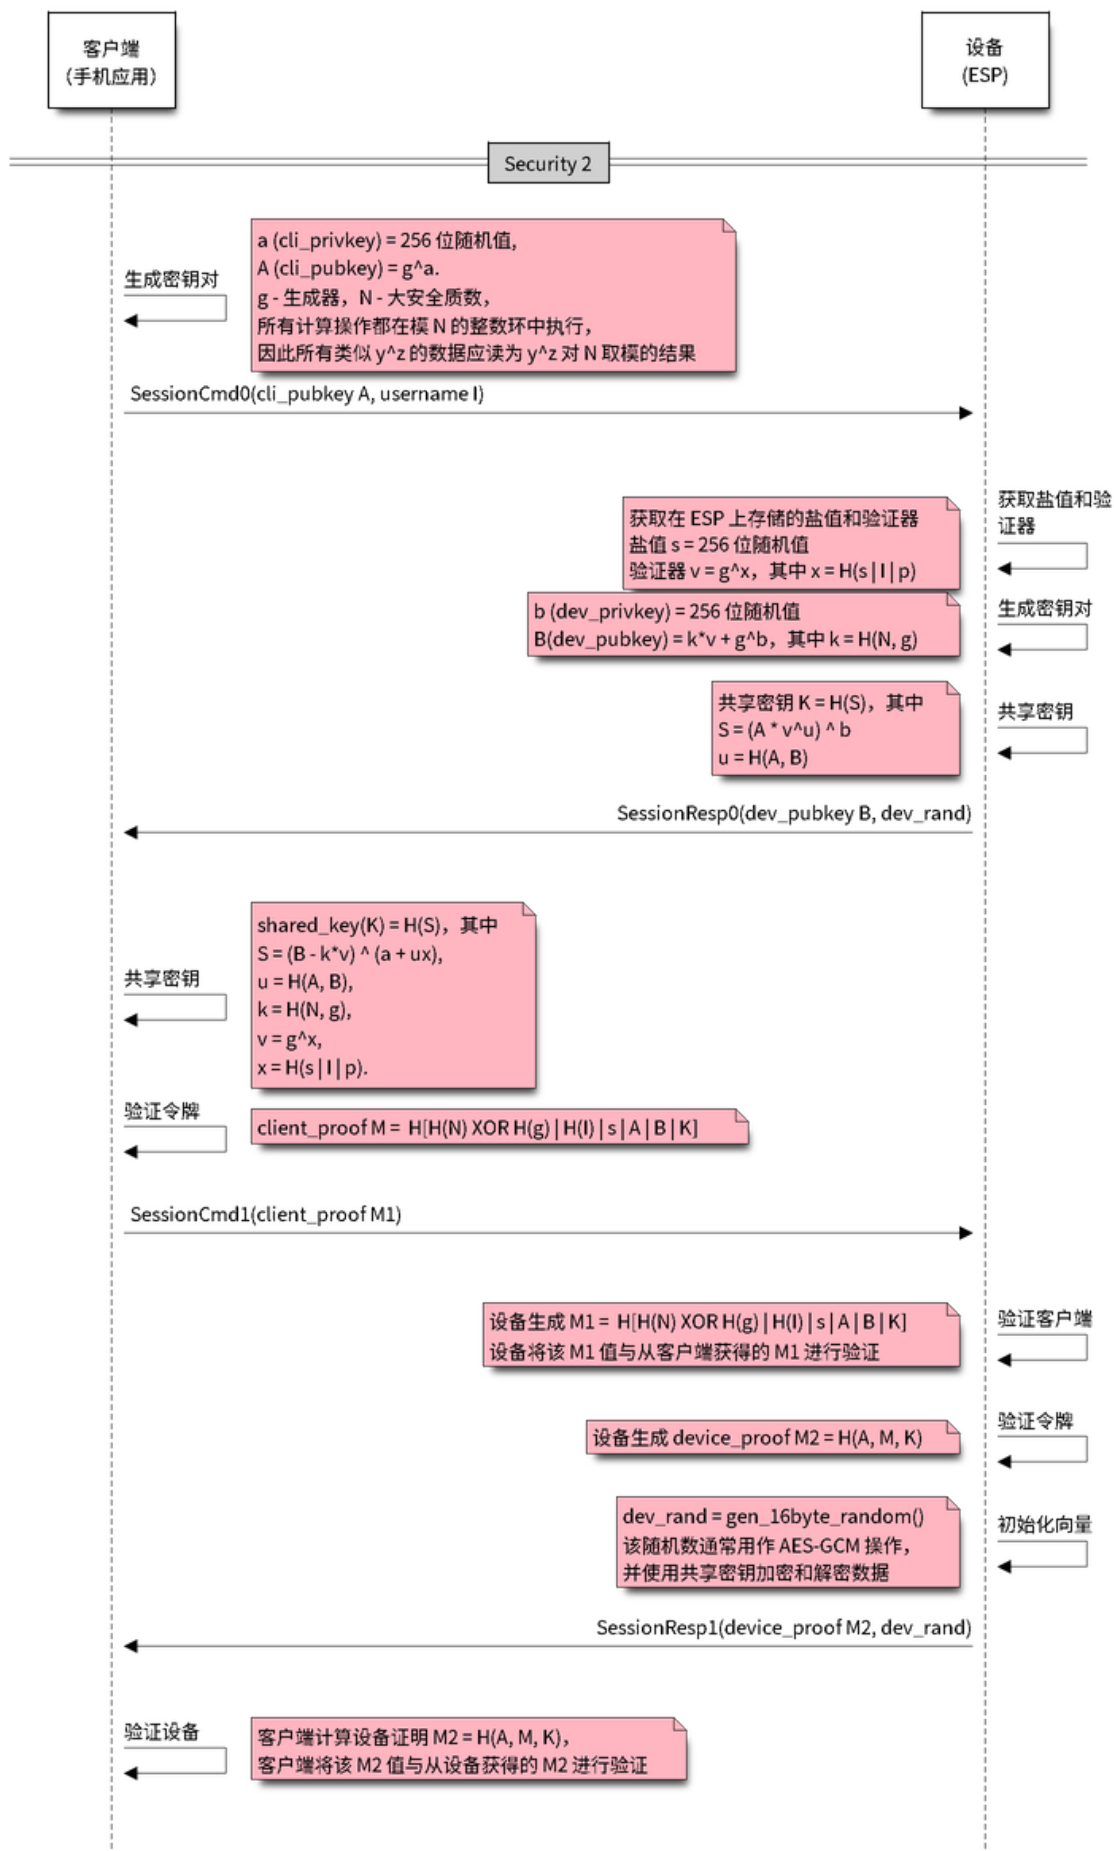 客户端
（手机应用）
设备
(ESP)
Security 2
生成密钥对
a (cli_privkey) = 256 位随机值,
A (cli_pubkey) = g^a.
g - 生成器，N - 大安全质数，
所有计算操作都在模 N 的整数环中执行，
因此所有类似 y^z 的数据应读为 y^z 对 N 取模的结果
SessionCmd0(cli_pubkey A, username I)
获取盐值和验
证器
获取在 ESP 上存储的盐值和验证器
盐值 s = 256 位随机值
验证器 v = g^x，其中 x = H(s | I | p)
生成密钥对
b (dev_privkey) = 256 位随机值
B(dev_pubkey) = k*v + g^b，其中 k = H(N, g)
共享密钥
共享密钥 K = H(S)，其中
S = (A * v^u) ^ b
u = H(A, B)
SessionResp0(dev_pubkey B, dev_rand)
共享密钥
shared_key(K) = H(S)，其中
S = (B - k*v) ^ (a + ux),
u = H(A, B),
k = H(N, g),
v = g^x,
x = H(s | I | p).
验证令牌
client_proof M = H[H(N) XOR H(g) | H(I) | s | A | B | K]
SessionCmd1(client_proof M1)
验证客户端
设备生成 M1 = H[H(N) XOR H(g) | H(I) | s | A | B | K]
设备将该 M1 值与从客户端获得的 M1 进行验证
验证令牌
设备生成 device_proof M2 = H(A, M, K)
初始化向量
dev_rand = gen_16byte_random()
该随机数通常用作 AES-GCM 操作，
并使用共享密钥加密和解密数据
SessionResp1(device_proof M2, dev_rand)
验证设备
客户端计算设备证明 M2 = H(A, M, K)，
客户端将该 M2 值与从设备获得的 M2 进行验证